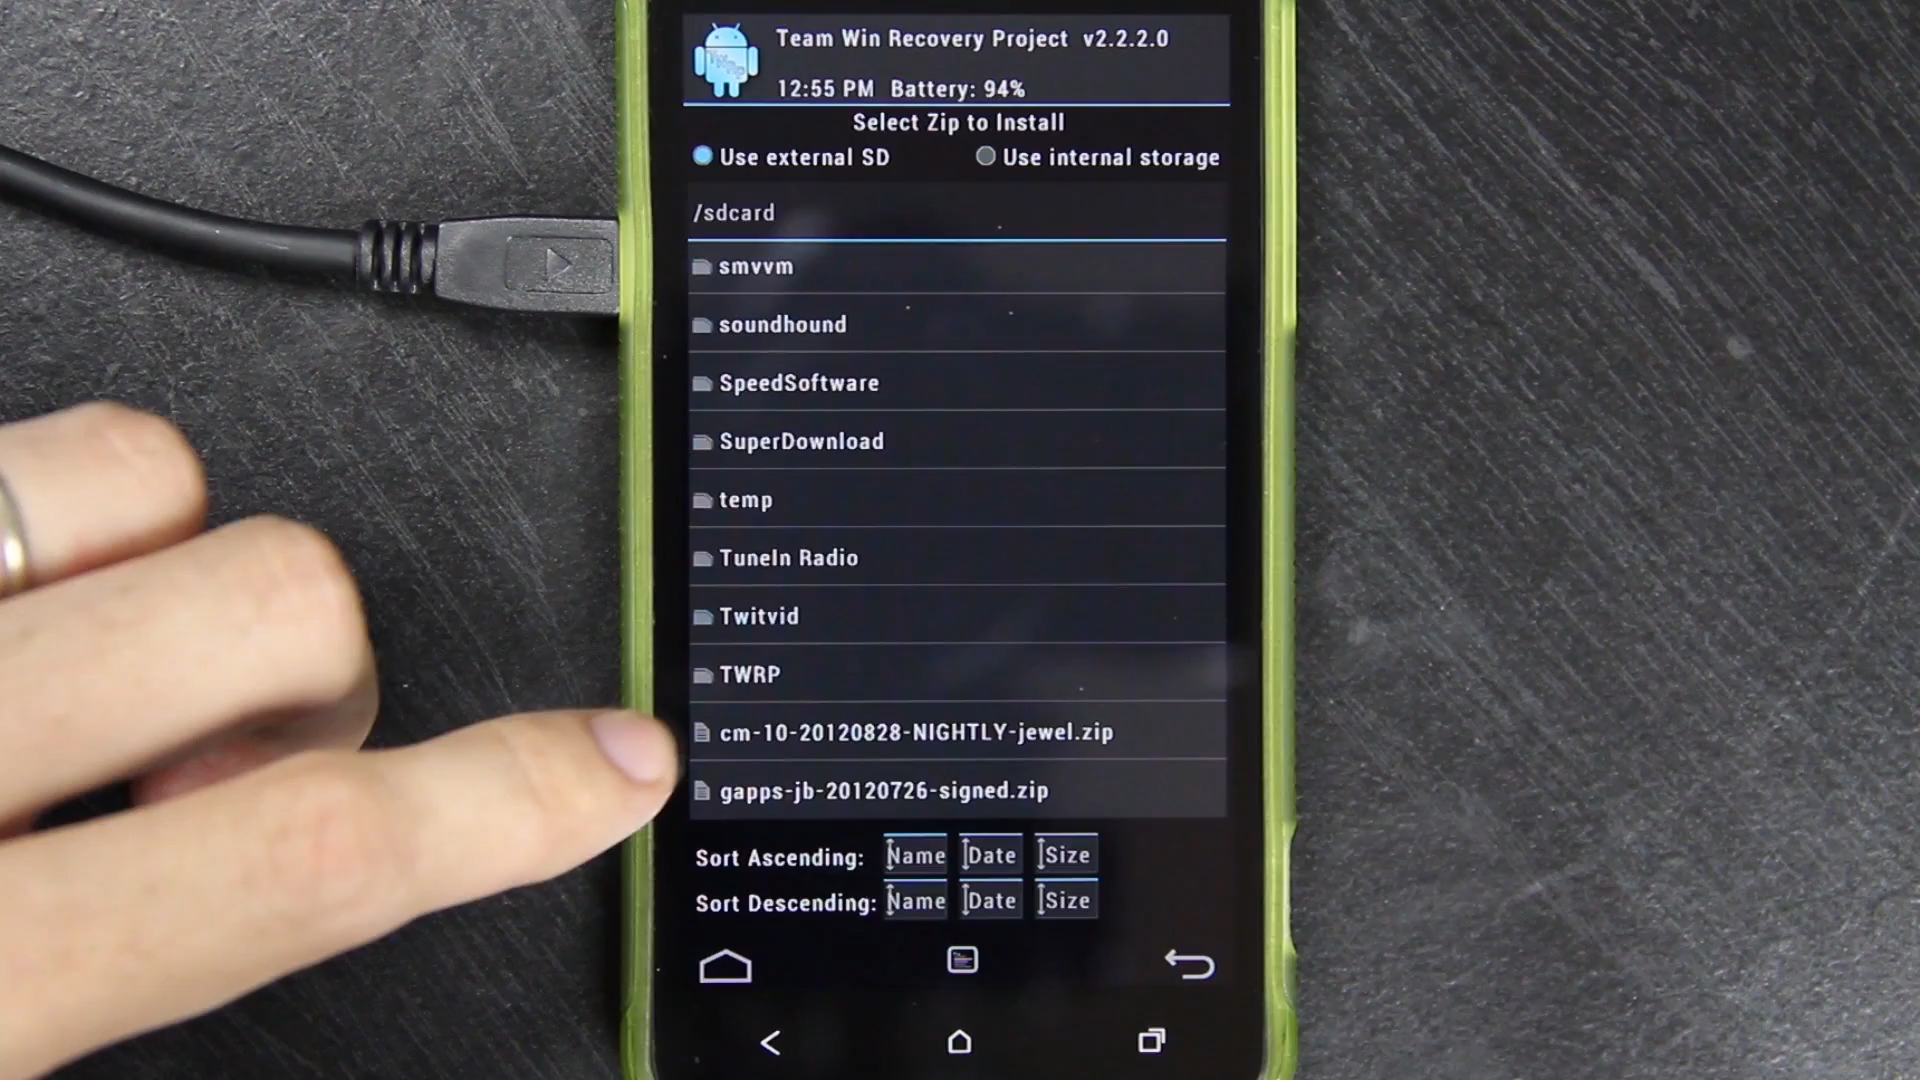 Team Win Recovery Project v2.2.2.0
12:55 PM Battery: 94%
Select Zip to Install
Use external SD Use internal storage
/sdcard
smvvm
soundhound
SpeedSoftware
SuperDownload
temp
TuneIn Radio
Twitvid
TWRP
cm-10-20120828-NIGHTLY-jewel.zip
gapps-jb-20120726-signed.zip
Sort Ascending: Name Date Size
Sort Descending: Name Date Size